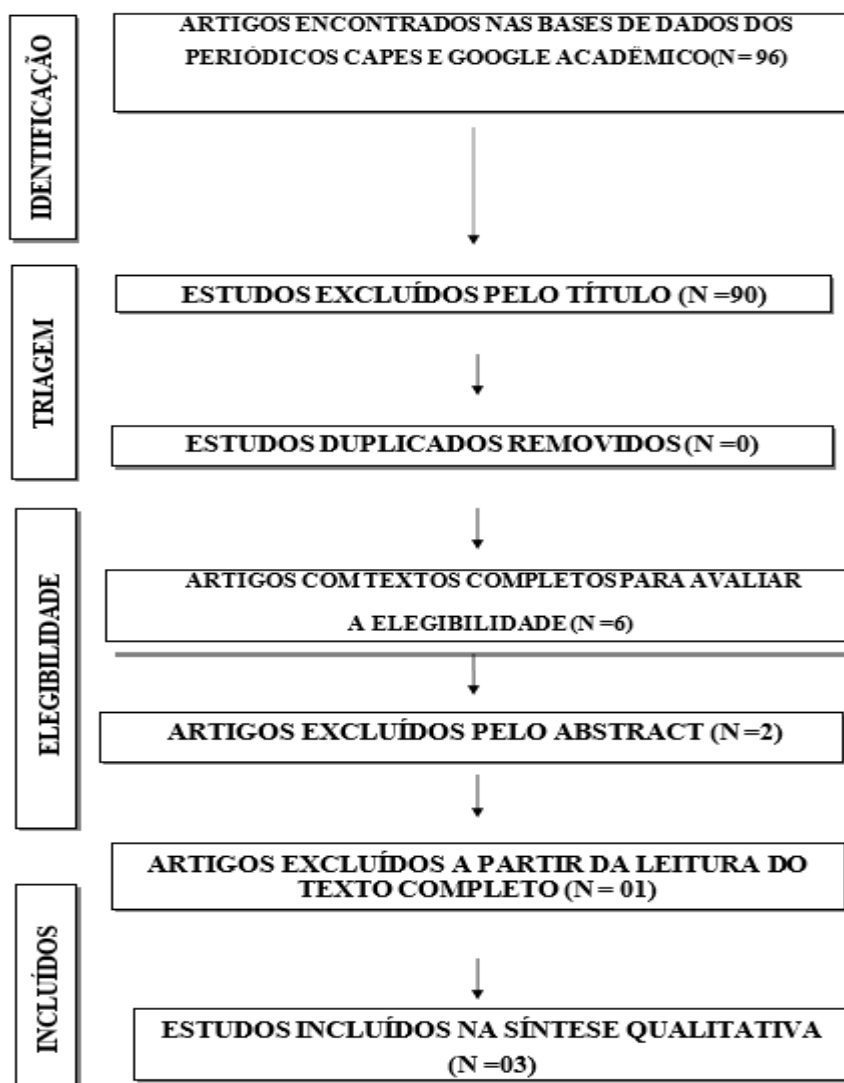 IDENTIFICAÇÃO
ARTIGOS ENCONTRADOS NAS BASES DE DADOS DOS
PERIÓDICOS CAPES E GOOGLE ACADÊMICO(N= 96)
TRIAGEM
ESTUDOS EXCLUÍDOS PELO TÍTULO (N =90)
ESTUDOS DUPLICADOS REMOVIDOS (N =0)
ELEGIBILIDADE
ARTIGOS COM TEXTOS COMPLETOS PARA AVALIAR
A ELEGIBILIDADE (N =6)
ARTIGOS EXCLUÍDOS PELO ABSTRACT (N =2)
ARTIGOS EXCLUÍDOS A PARTIR DA LEITURA DO
TEXTO COMPLETO (N = 01)
INCLUÍDOS
ESTUDOS INCLUÍDOS NA SÍNTESE QUALITATIVA
(N =03)